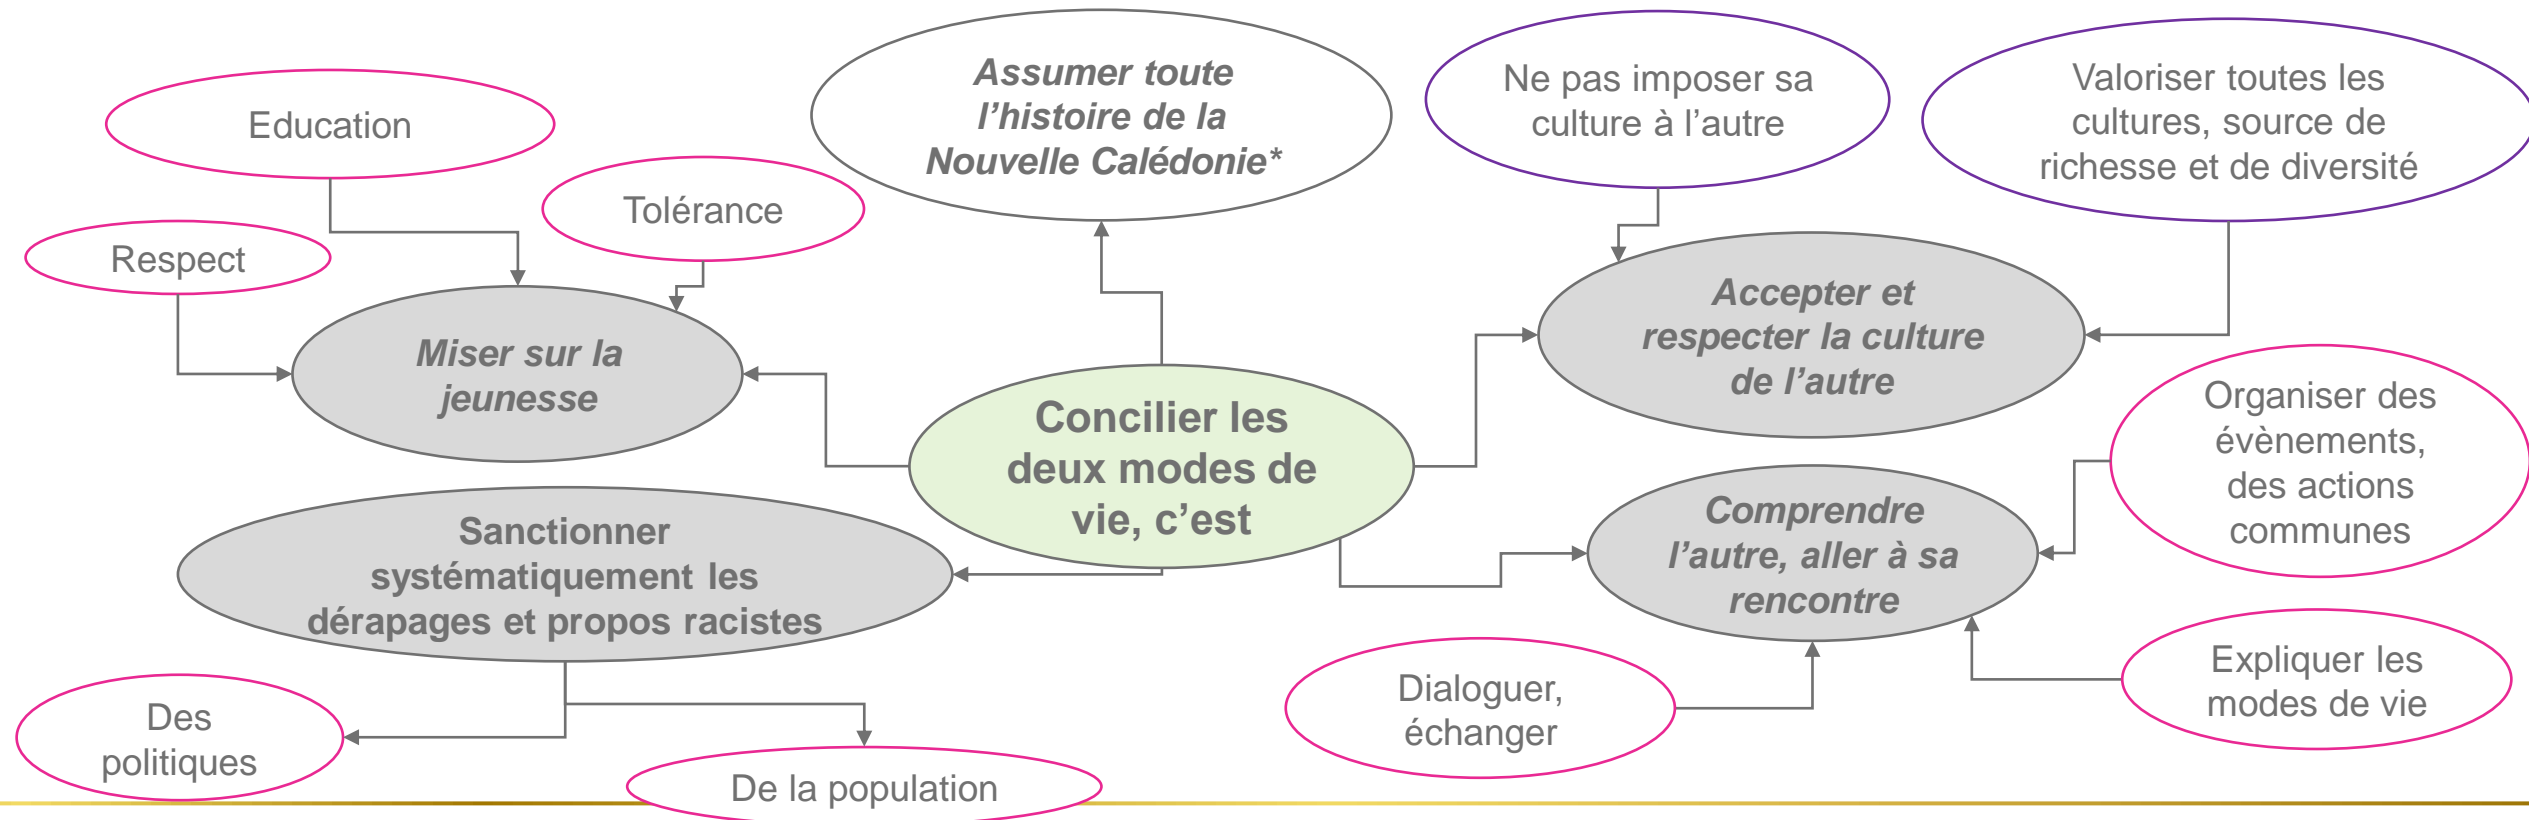 Assumer toute
l’histoire de la
Nouvelle Calédonie*
Ne pas imposer sa
culture à l’autre
Valoriser toutes les
cultures, source de
richesse et de diversité
Education
Tolérance
Respect
Miser sur la
jeunesse
Accepter et
respecter la culture
de l’autre
Concilier les
deux modes de
vie, c’est
Organiser des
évènements,
des actions
communes
Comprendre
l’autre, aller à sa
rencontre
Sanctionner
systématiquement les
dérapages et propos racistes
Expliquer les
modes de vie
Dialoguer,
échanger
Des
politiques
De la population